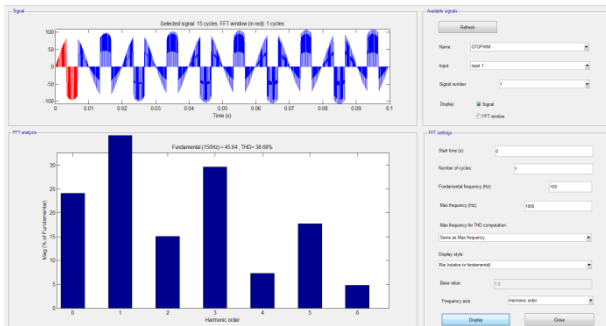 Signal
Selected signal: 15 cycles. FFT window (in red): 1 cycles
100
50
0
-50
-100
0
0.01
0.02
0.03
0.04
0.05
0.06
0.07
0.08
0.09
0.1
Time (s)
FFT analysis
Fundamental (150Hz) = 45.64 , THD= 38.68%
Mag (% of Fundamental)
30
25
20
15
10
5
0
0
1
2
3
4
5
6
Harmonic order
Available signals
Refresh
Name:
Input:
input 1
Signal number:
1
Display:
Signal
FFT window
FFT settings
Start time (s):
0
Number of cycles:
1
Fundamental frequency (Hz):
Max frequency (Hz):
1000
Max frequency for THD computation:
Same as Max frequency
Display style:
Bar (relative to fundamental)
Base value:
1.0
Frequency axis:
Harmonic order
Display
Close